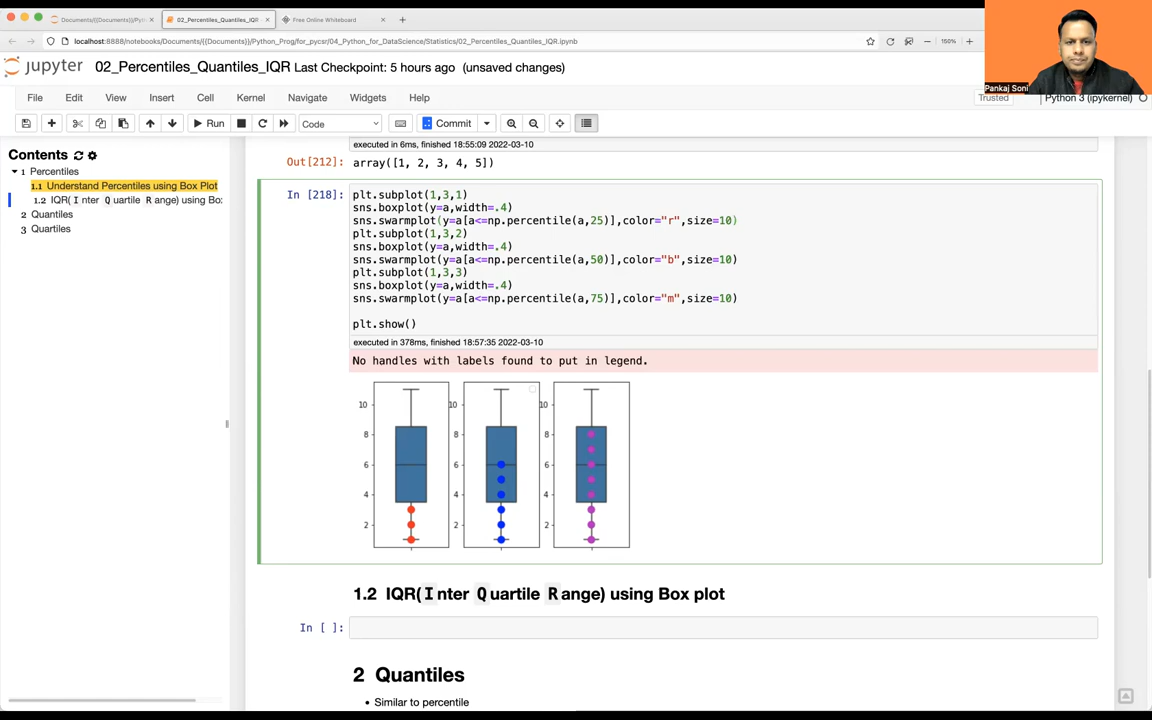 Documents/{{Documents}}/Pyt
02_Percentiles_Quantiles_IQR
Free Online Whiteboard
localhost:8888/notebooks/Documents/{{Documents}}/Python_Prog/for_pycsr/04_Python_for_DataScience/Statistics/02_Percentiles_Quantiles_IQR.ipynb
150%
Pankaj Soni
jupyter 02_Percentiles_Quantiles_IQR Last Checkpoint: 5 hours ago (unsaved changes)
File Edit View Insert Cell Kernel Navigate Widgets Help
Trusted Python 3 (ipykernel)
Run Code Commit
Contents
1 Percentiles
1.1 Understand Percentiles using Box Plot
1.2 IQR( I nter Q uartile R ange) using Bo
2 Quantiles
3 Quartiles
executed in 6ms, finished 18:55:09 2022-03-10
Out[212]: array([1, 2, 3, 4, 5])
In [218]: plt.subplot(1,3,1)
sns.boxplot(y=a,width=.4)
sns.swarmplot(y=a[a<=np.percentile(a,25)],color="r",size=10)
plt.subplot(1,3,2)
sns.boxplot(y=a,width=.4)
sns.swarmplot(y=a[a<=np.percentile(a,50)],color="b",size=10)
plt.subplot(1,3,3)
sns.boxplot(y=a,width=.4)
sns.swarmplot(y=a[a<=np.percentile(a,75)],color="m",size=10)
plt.show()
executed in 378ms, finished 18:57:35 2022-03-10
No handles with labels found to put in legend.
10 10 10
8 8 8
6 6 6
4 4 4
2 2 2
1.2 IQR( I nter Q uartile R ange) using Box plot
In [ ]:
2 Quantiles
• Similar to percentile